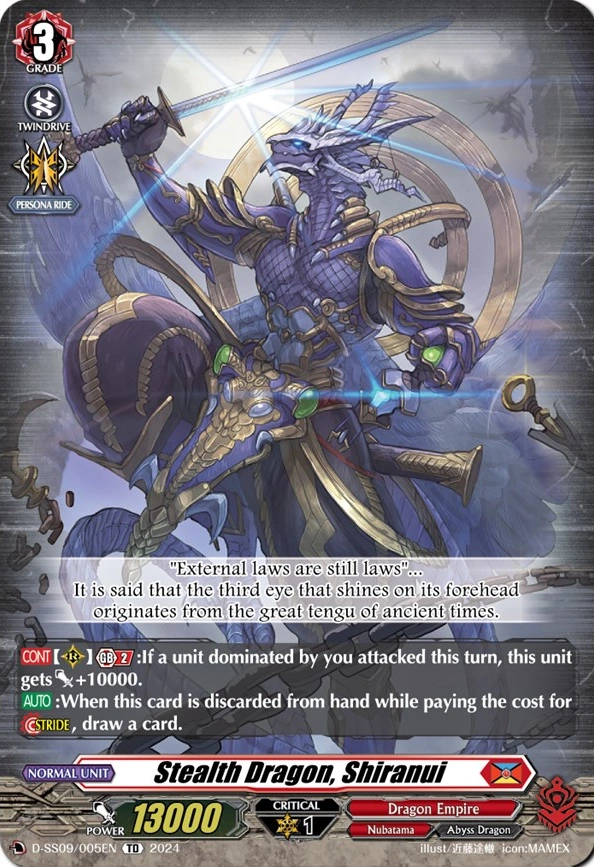 3
GRADE
TWINDRIVE
PERSONA RIDE
"External laws are still laws"...
It is said that the third eye that shines on its forehead
originates from the great tengu of ancient times.
CONT【R】GB 2:If a unit dominated by you attacked this turn, this unit
gets +10000.
AUTO:When this card is discarded from hand while paying the cost for
STRIDE, draw a card.
NORMAL UNIT
Stealth Dragon, Shiranui
POWER 13000
CRITICAL
1
Dragon Empire
Nubatama
Abyss Dragon
D-SS09/005EN TD 2024
illust/近藤途轍 icon:MAMEX